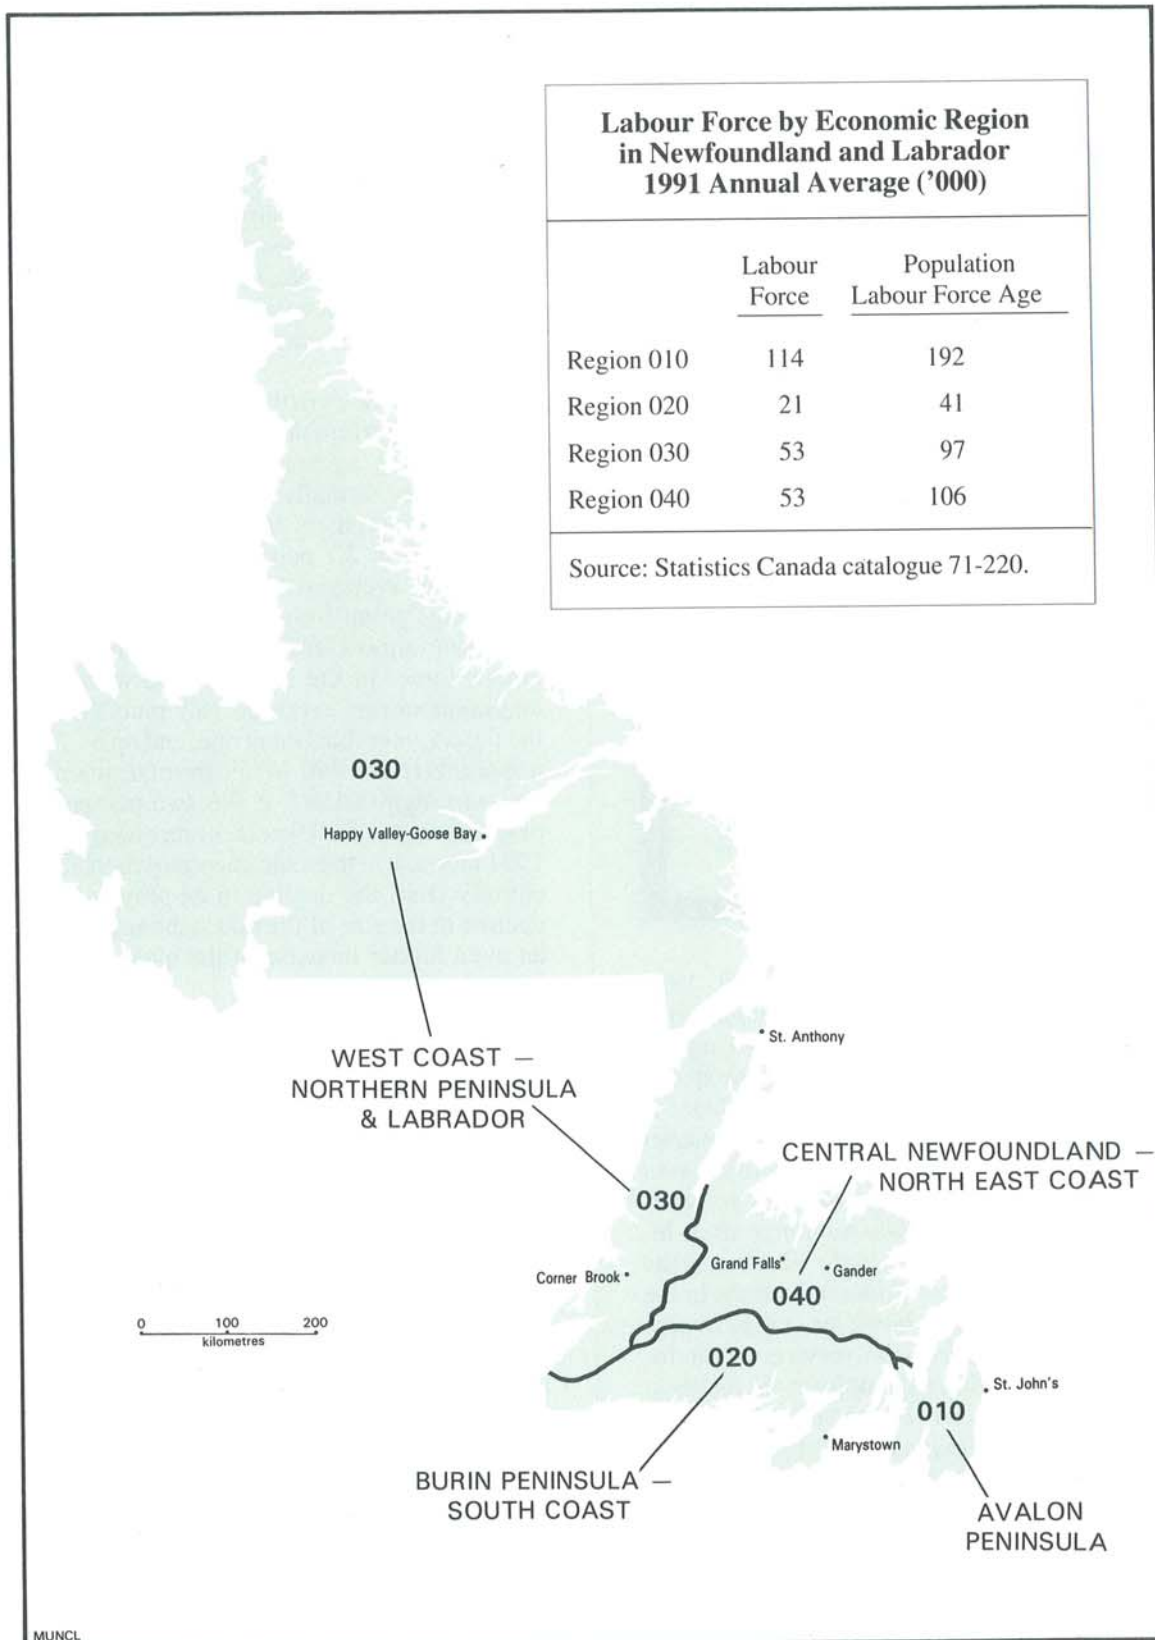 Labour Force by Economic Region
in Newfoundland and Labrador
1991 Annual Average ('000)
Labour Force
Population Labour Force Age
Region 010 114 192
Region 020 21 41
Region 030 53 97
Region 040 53 106
Source: Statistics Canada catalogue 71-220.
030
Happy Valley-Goose Bay
St. Anthony
WEST COAST —
NORTHERN PENINSULA
& LABRADOR
CENTRAL NEWFOUNDLAND —
NORTH EAST COAST
030
Grand Falls
Gander
Corner Brook
040
0 100 200
kilometres
020
St. John's
010
Marystown
BURIN PENINSULA —
SOUTH COAST
AVALON
PENINSULA
MUNCL